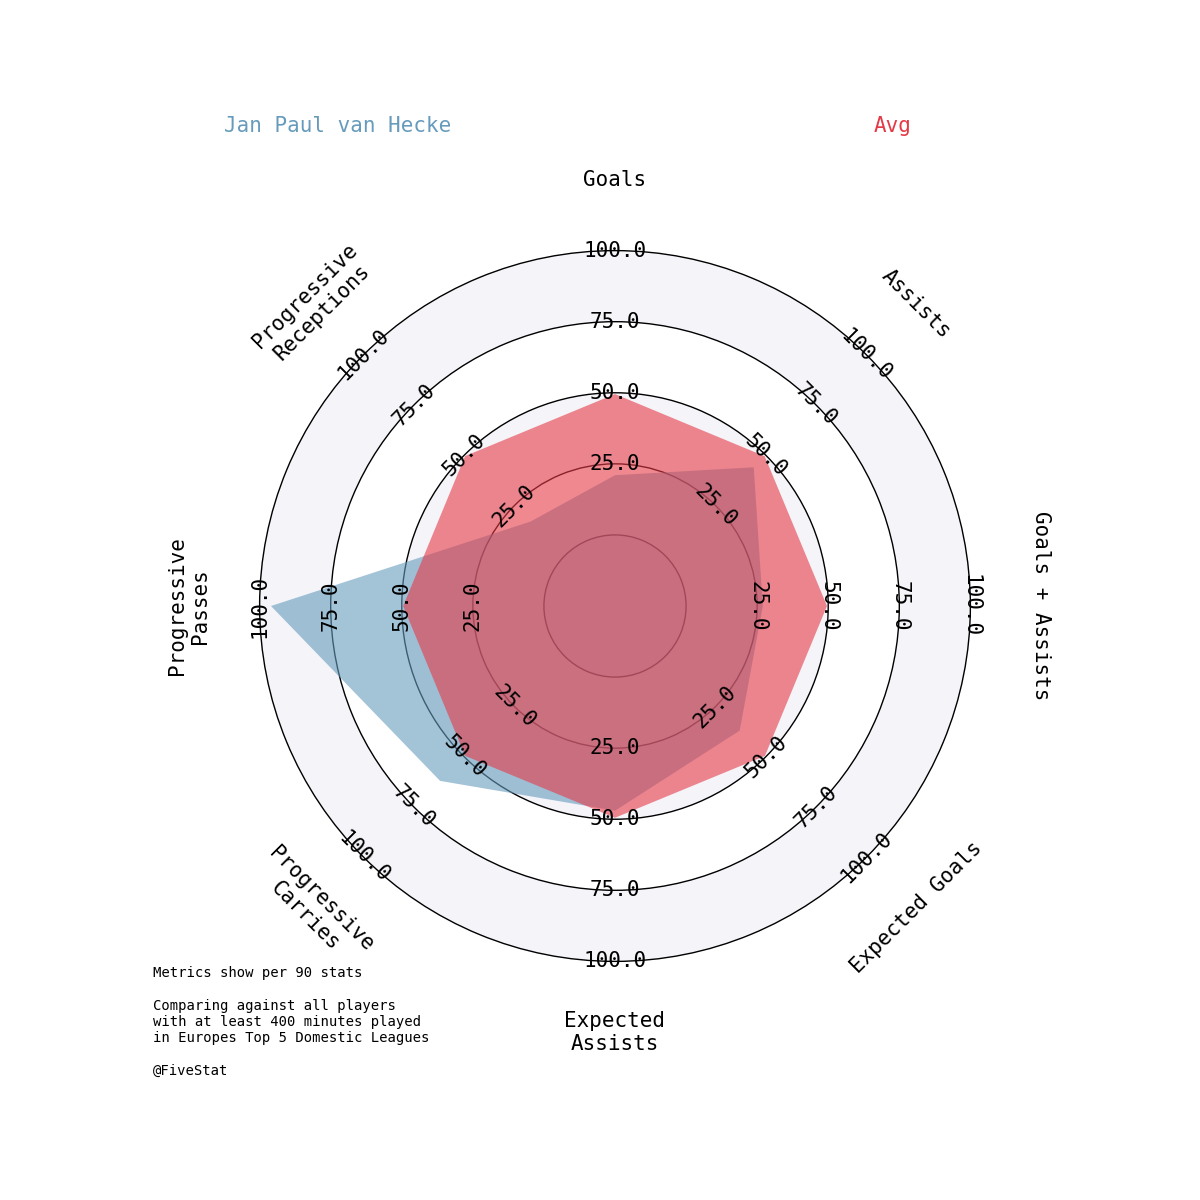 Jan Paul van Hecke
Avg
Goals
100.0
75.0
50.0
25.0
Assists
100.0
75.0
50.0
25.0
Goals + Assists
100.0
75.0
50.0
25.0
Expected Goals
100.0
75.0
50.0
25.0
Expected
Assists
100.0
75.0
50.0
25.0
Progressive
Carries
100.0
75.0
50.0
25.0
Progressive
Passes
100.0
75.0
50.0
25.0
Progressive
Receptions
100.0
75.0
50.0
25.0
Metrics show per 90 stats
Comparing against all players
with at least 400 minutes played
in Europes Top 5 Domestic Leagues
@FiveStat